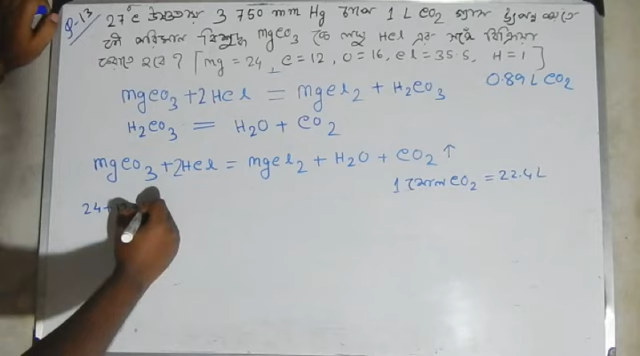 Q-13 27°C উষ্ণতায় ও 750 mm Hg চাপে 1 L CO₂ গ্যাস উৎপন্ন করতে
কী পরিমাণ বিশুদ্ধ MgCO₃ কে লঘু HCl এর সাথে বিক্রিয়া
করাতে হবে? [Mg = 24, C = 12, O = 16, Cl = 35.5, H = 1]
MgCO₃ + 2HCl = MgCl₂ + H₂CO₃ 0.89 L CO₂
H₂CO₃ = H₂O + CO₂
MgCO₃ + 2HCl = MgCl₂ + H₂O + CO₂ ↑
1 মোল CO₂ = 22.4 L
24+